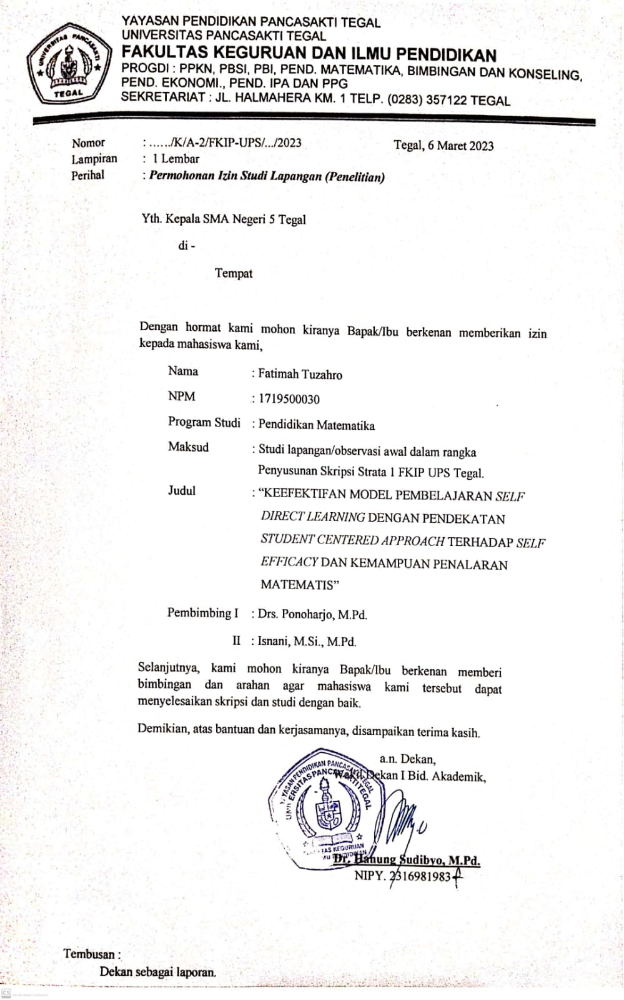 YAYASAN PENDIDIKAN PANCASAKTI TEGAL
UNIVERSITAS PANCASAKTI TEGAL
FAKULTAS KEGURUAN DAN ILMU PENDIDIKAN
PROGDI : PPKN, PBSI, PBI, PEND. MATEMATIKA, BIMBINGAN DAN KONSELING,
PEND. EKONOMI., PEND. IPA DAN PPG
SEKRETARIAT : JL. HALMAHERA KM. 1 TELP. (0283) 357122 TEGAL
UNIVERSITAS PANCASAKTI
TEGAL
Nomor : ....../K/A-2/FKIP-UPS/.../2023 Tegal, 6 Maret 2023
Lampiran : 1 Lembar
Perihal : Permohonan Izin Studi Lapangan (Penelitian)
Yth. Kepala SMA Negeri 5 Tegal
di -
Tempat
Dengan hormat kami mohon kiranya Bapak/Ibu berkenan memberikan izin
kepada mahasiswa kami,
Nama : Fatimah Tuzahro
NPM : 1719500030
Program Studi : Pendidikan Matematika
Maksud : Studi lapangan/observasi awal dalam rangka
Penyusunan Skripsi Strata 1 FKIP UPS Tegal.
Judul : “KEEFEKTIFAN MODEL PEMBELAJARAN SELF
DIRECT LEARNING DENGAN PENDEKATAN
STUDENT CENTERED APPROACH TERHADAP SELF
EFFICACY DAN KEMAMPUAN PENALARAN
MATEMATIS”
Pembimbing I : Drs. Ponoharjo, M.Pd.
II : Isnani, M.Si., M.Pd.
Selanjutnya, kami mohon kiranya Bapak/Ibu berkenan memberi
bimbingan dan arahan agar mahasiswa kami tersebut dapat
menyelesaikan skripsi dan studi dengan baik.
Demikian, atas bantuan dan kerjasamanya, disampaikan terima kasih.
a.n. Dekan,
Wakil Dekan I Bid. Akademik,
YAYASAN PENDIDIKAN PANCASAKTI TEGAL
UNIVERSITAS PANCASAKTI TEGAL
KEGURUAN
Dr. Hanung Sudibyo, M.Pd.
NIPY. 2316981983
Tembusan :
Dekan sebagai laporan.
CS